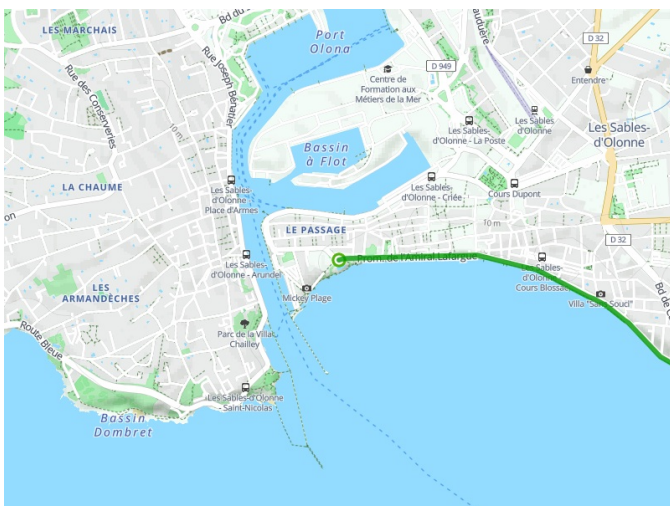 LES MARCHAIS
Bd du
Port
Olona
D 32
D 949
Rue des Conserveries
Rue Joseph Bénatier
Centre de
Formation aux
Métiers de la Mer
Entendre
10 m
Les Sables-
d'Olonne - La Poste
Les Sables
d'Olonne
Les Sables-
d'Olonne
Bassin
à Flot
LA CHAUME
Les Sables-
d'Olonne
Place d'Armes
Les Sables-
d'Olonne - Criée
Cours Dupont
10 m
LE PASSAGE
D 32
Prom. de l'Amiral Lafargue
Les Sables-
d'Olonne - Arundel
Les Sables-
d'Olonne
Cours Blossac
LES
ARMANDÈCHES
Mickey Plage
Villa "Sans Souci"
Bd de C
Route Bleue
Parc de la Villa
Chailley
Les Sables-d'Olonne
- Saint-Nicolas
Bassin
Dombret